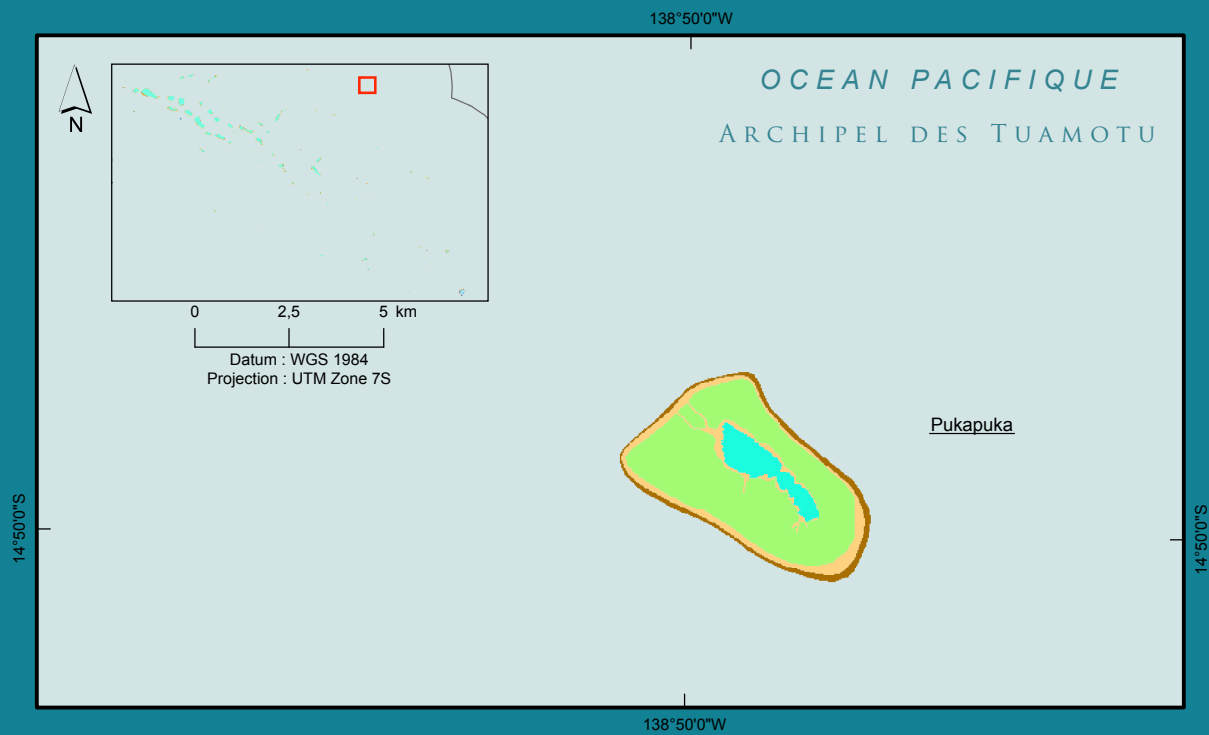 138°50'0"W
OCEAN PACIFIQUE
ARCHIPEL DES TUAMOTU
N
0 2,5 5 km
Datum : WGS 1984
Projection : UTM Zone 7S
Pukapuka
14°50'0"S
14°50'0"S
138°50'0"W